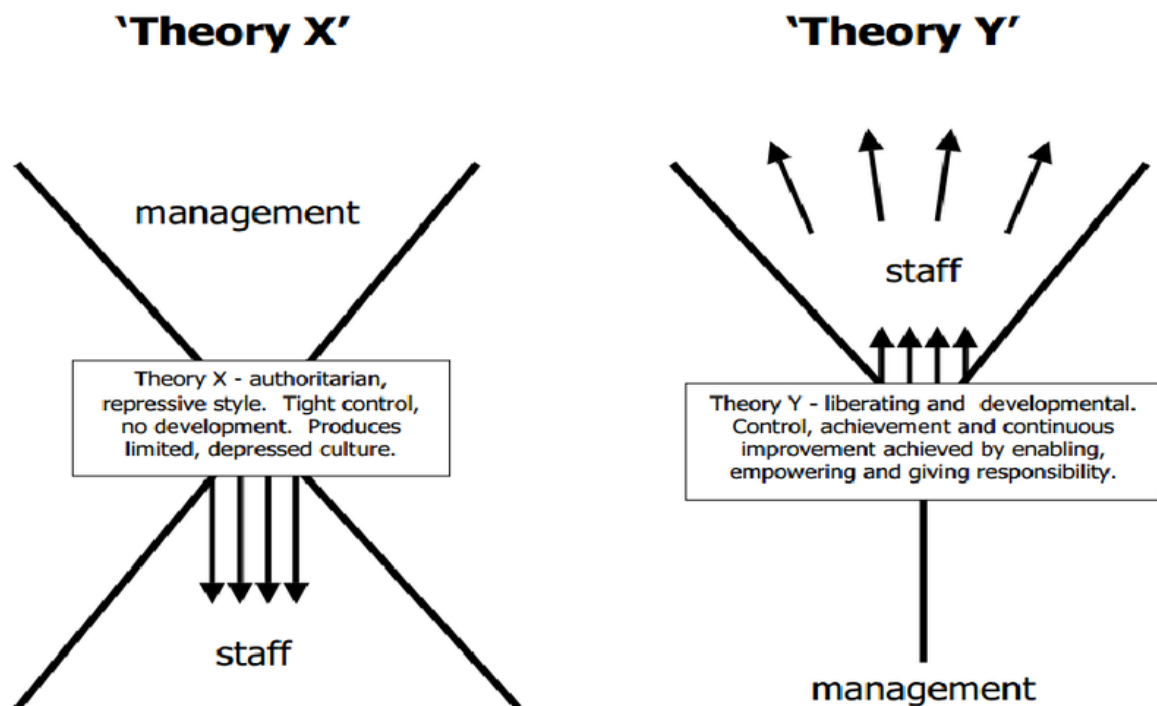 ‘Theory X’
management
Theory X - authoritarian,
repressive style. Tight control,
no development. Produces
limited, depressed culture.
staff
‘Theory Y’
staff
Theory Y - liberating and developmental.
Control, achievement and continuous
improvement achieved by enabling,
empowering and giving responsibility.
management